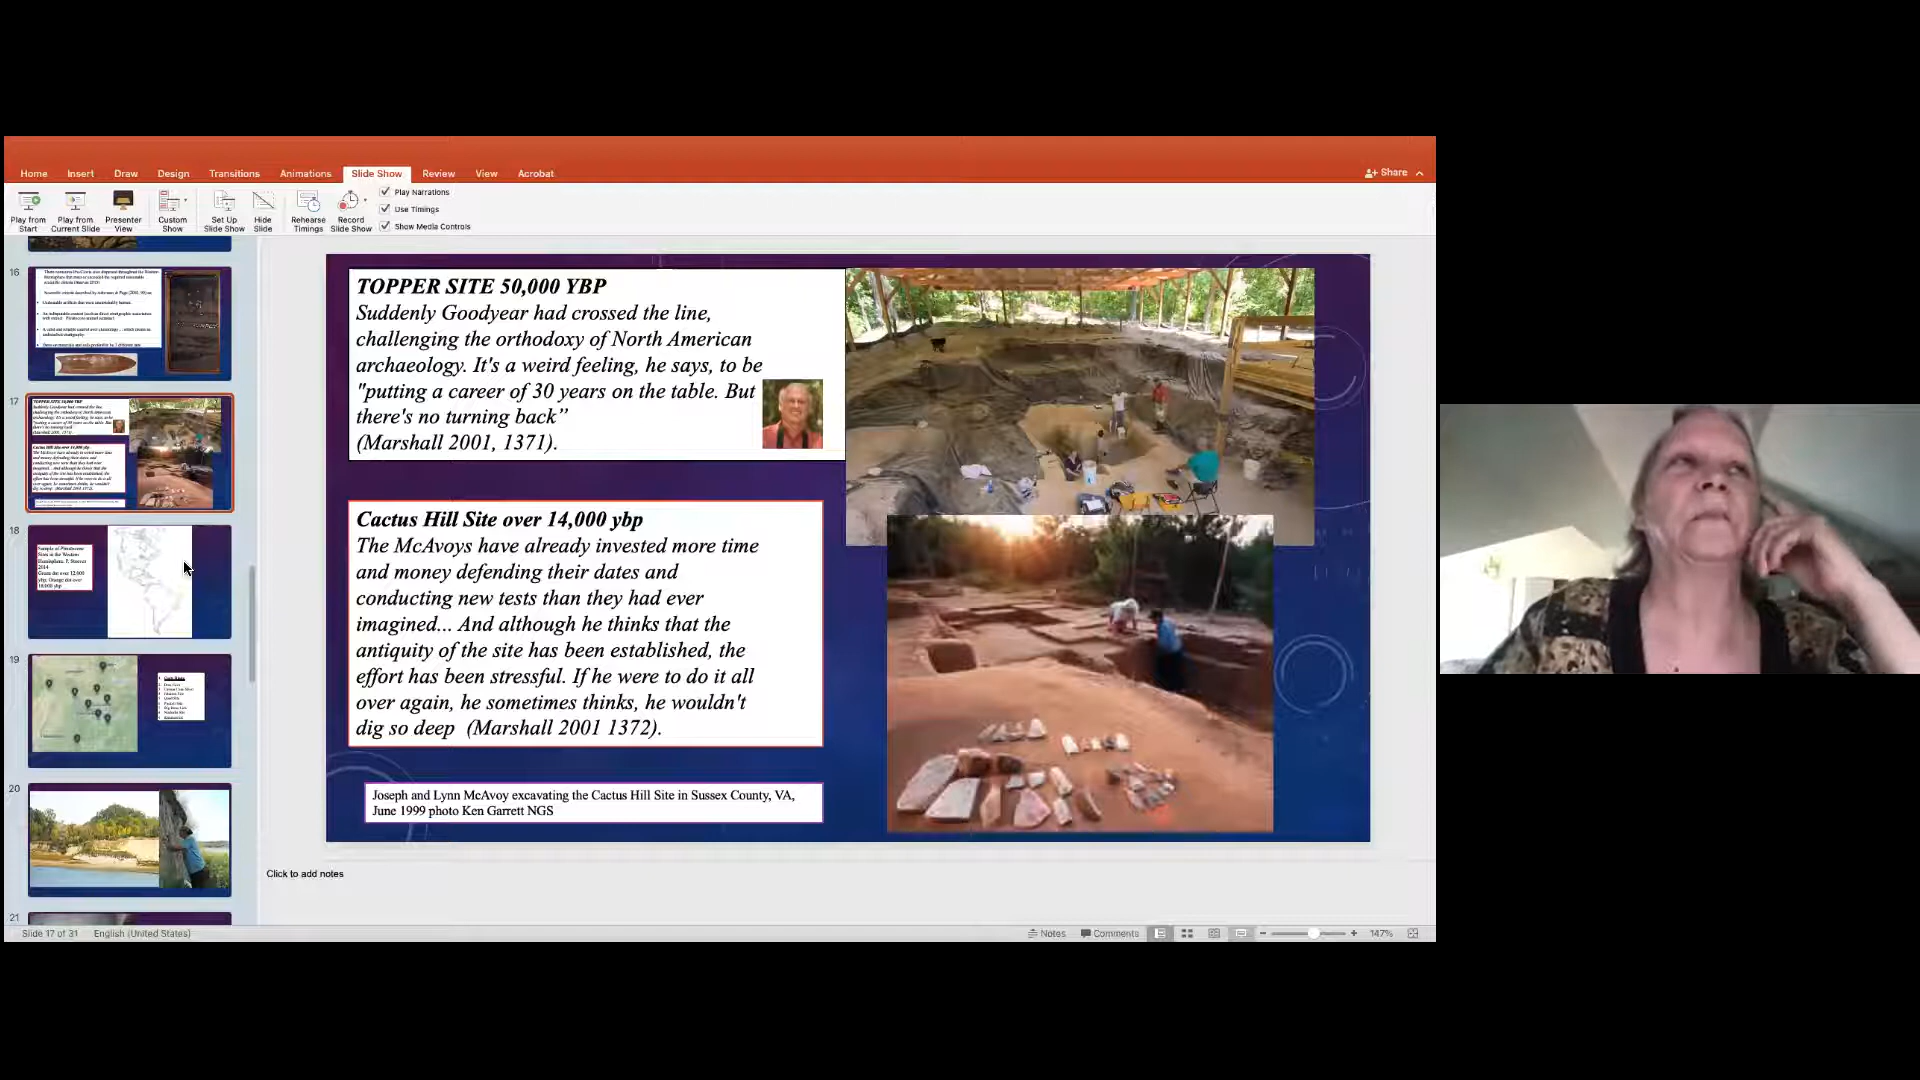 Home Insert Draw Design Transitions Animations Slide Show Review View Acrobat Share
Play from Start
Play from Current Slide
Presenter View
Custom Show
Set Up Slide Show
Hide Slide
Rehearse Timings
Record Slide Show
Play Narrations
Use Timings
Show Media Controls
16
17
18
19
20
21
TOPPER SITE 50,000 YBP
Suddenly Goodyear had crossed the line,
challenging the orthodoxy of North American
archaeology. It's a weird feeling, he says, to be
"putting a career of 30 years on the table. But
there's no turning back”
(Marshall 2001, 1371).
Cactus Hill Site over 14,000 ybp
The McAvoys have already invested more time
and money defending their dates and
conducting new tests than they had ever
imagined... And although he thinks that the
antiquity of the site has been established, the
effort has been stressful. If he were to do it all
over again, he sometimes thinks, he wouldn't
dig so deep (Marshall 2001 1372).
Joseph and Lynn McAvoy excavating the Cactus Hill Site in Sussex County, VA,
June 1999 photo Ken Garrett NGS
Click to add notes
Slide 17 of 31 English (United States) Notes Comments 147%